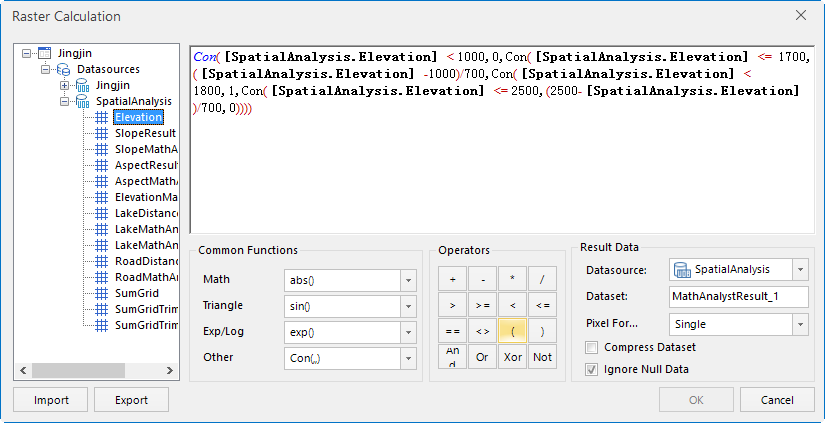 Raster Calculation
Jingjin
Datasources
Jingjin
SpatialAnalysis
Elevation
SlopeResult
SlopeMathA
AspectResul
AspectMathA
ElevationMa
LakeDistanc
LakeMathAn
LakeMathAn
RoadDistanc
RoadMathAn
SumGrid
SumGridTrim
SumGridTrim
Con( [SpatialAnalysis.Elevation] <1000,0,Con( [SpatialAnalysis.Elevation] <= 1700,
( [SpatialAnalysis.Elevation] -1000)/700,Con( [SpatialAnalysis.Elevation] <
1800,1,Con( [SpatialAnalysis.Elevation] <=2500,(2500- [SpatialAnalysis.Elevation]
)/700,0))))
Common Functions
Math abs()
Triangle sin()
Exp/Log exp()
Other Con(,,)
Operators
+ - * /
> >= < <=
== <> ( )
And Or Xor Not
Result Data
Datasource: SpatialAnalysis
Dataset: MathAnalystResult_1
Pixel For... Single
Compress Dataset
Ignore Null Data
Import Export OK Cancel